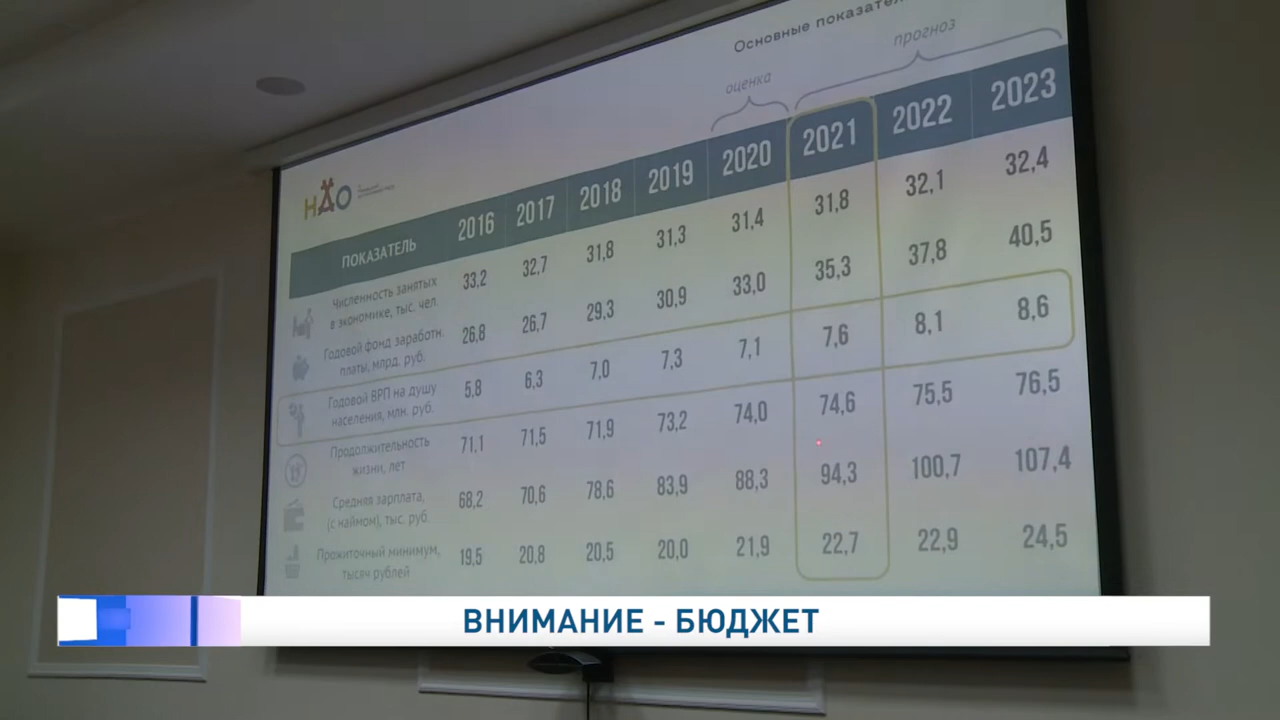 Основные показател
оценка
прогноз
НАО
ПОКАЗАТЕЛЬ 2016 2017 2018 2019 2020 2021 2022 2023
Численность занятых
в экономике, тыс. чел.
33,2 32,7 31,8 31,3 31,4 31,8 32,1 32,4
Годовой фонд заработн.
платы, млрд. руб.
26,8 26,7 29,3 30,9 33,0 35,3 37,8 40,5
Годовой ВРП на душу
населения, млн. руб.
5,8 6,3 7,0 7,3 7,1 7,6 8,1 8,6
Продолжительность
жизни, лет
71,1 71,5 71,9 73,2 74,0 74,6 75,5 76,5
Средняя зарплата,
(с наймом), тыс. руб.
68,2 70,6 78,6 83,9 88,3 94,3 100,7 107,4
Прожиточный минимум,
тысяч рублей
19,5 20,8 20,5 20,0 21,9 22,7 22,9 24,5
ВНИМАНИЕ - БЮДЖЕТ